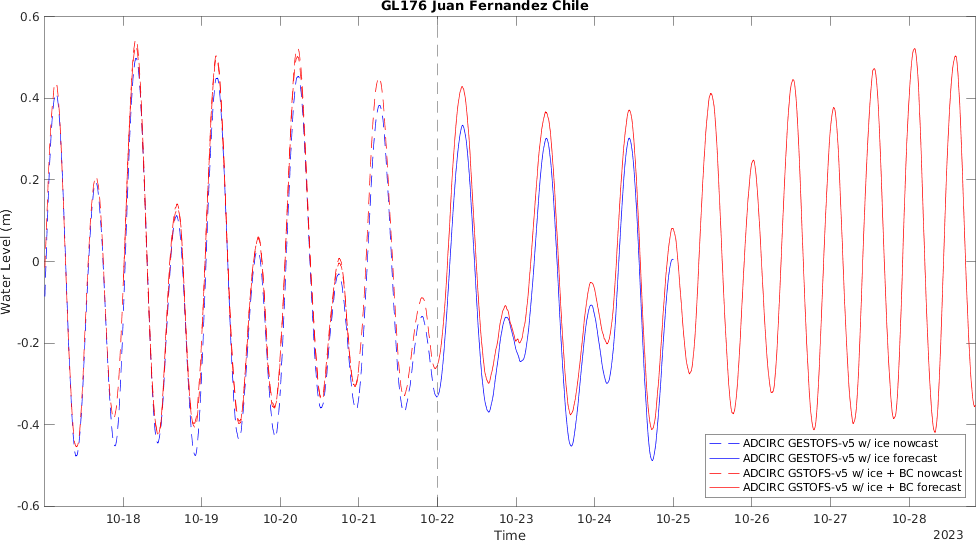 GL176 Juan Fernandez Chile
0.6
0.4
0.2
0
-0.2
-0.4
-0.6
Water Level (m)
10-18 10-19 10-20 10-21 10-22 10-23 10-24 10-25 10-26 10-27 10-28
Time
2023
ADCIRC GESTOFS-v5 w/ ice nowcast
ADCIRC GESTOFS-v5 w/ ice forecast
ADCIRC GSTOFS-v5 w/ ice + BC nowcast
ADCIRC GSTOFS-v5 w/ ice + BC forecast